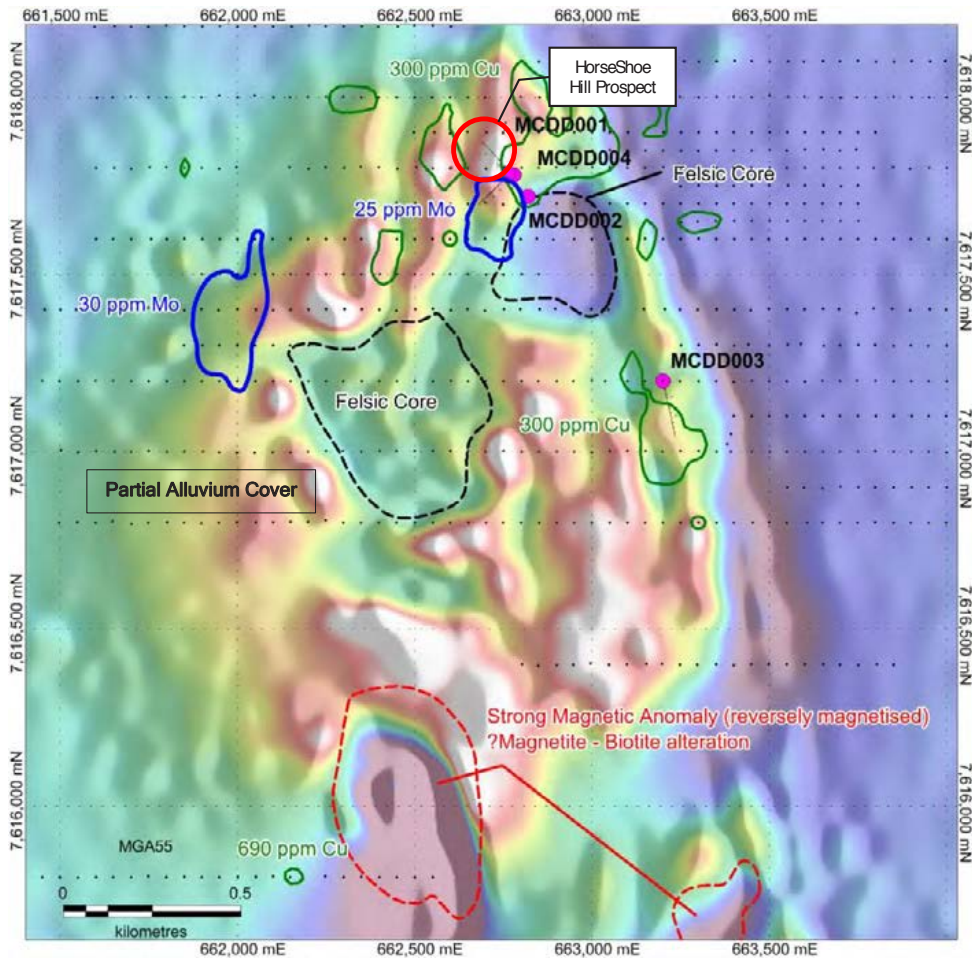 661,500 mE
662,000 mE
662,500 mE
663,000 mE
663,500 mE
7,618,000 mN
7,618,000 mN
300 ppm Cu
HorseShoe
Hill Prospect
MCDD001
MCDD004
Felsic Core
25 ppm Mo
MCDD002
7,617,500 mN
7,617,500 mN
30 ppm Mo
MCDD003
Felsic Core
300 ppm Cu
7,617,000 mN
7,617,000 mN
Partial Alluvium Cover
7,616,500 mN
7,616,500 mN
Strong Magnetic Anomaly (reversely magnetised)
?Magnetite - Biotite alteration
7,616,000 mN
7,616,000 mN
MGA55
690 ppm Cu
0 0.5
kilometres
662,000 mE
662,500 mE
663,000 mE
663,500 mE